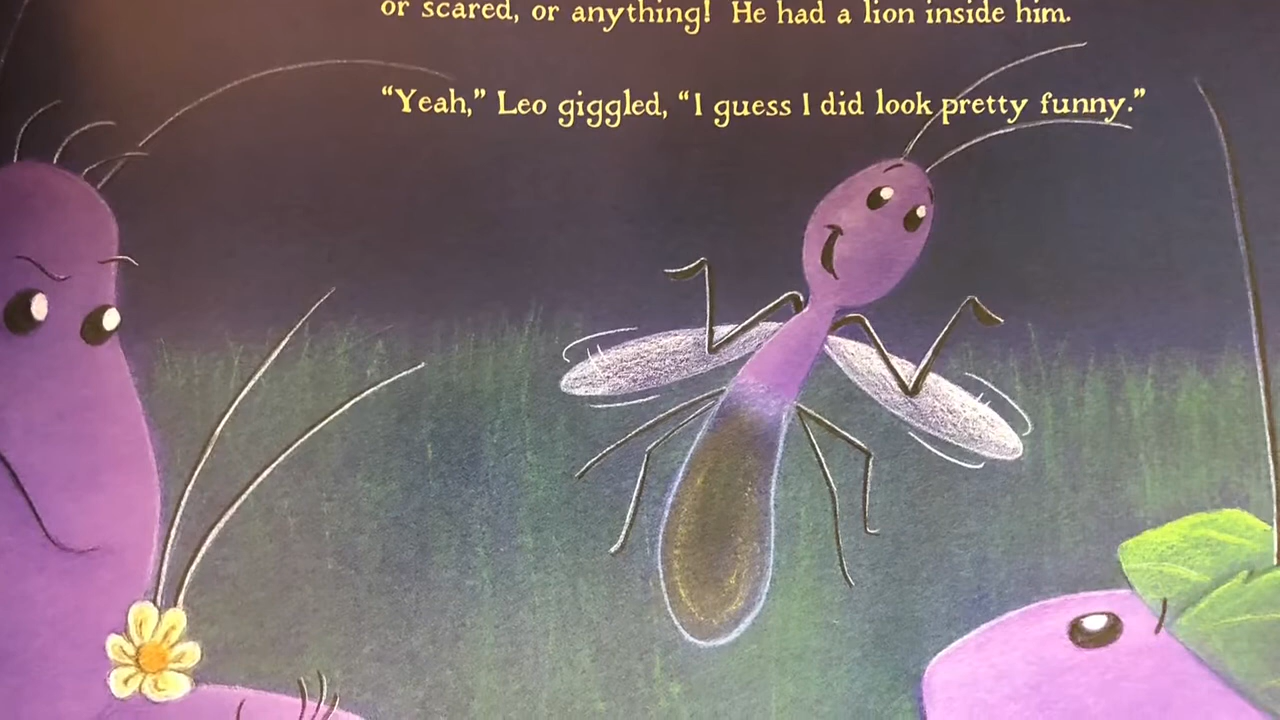 or scared, or anything! He had a lion inside him.
“Yeah,” Leo giggled, “I guess I did look pretty funny.”